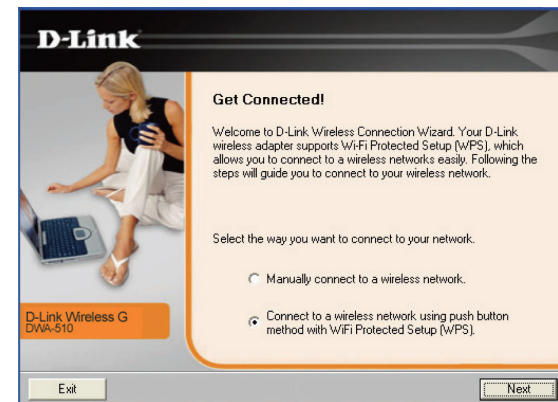 D-Link
Get Connected!
Welcome to D-Link Wireless Connection Wizard. Your D-Link
wireless adapter supports Wi-Fi Protected Setup (WPS), which
allows you to connect to a wireless networks easily. Following the
steps will guide you to connect to your wireless network.
Select the way you want to connect to your network.
Manually connect to a wireless network.
Connect to a wireless network using push button
method with WiFi Protected Setup (WPS).
D-Link Wireless G
DWA-510
Exit
Next